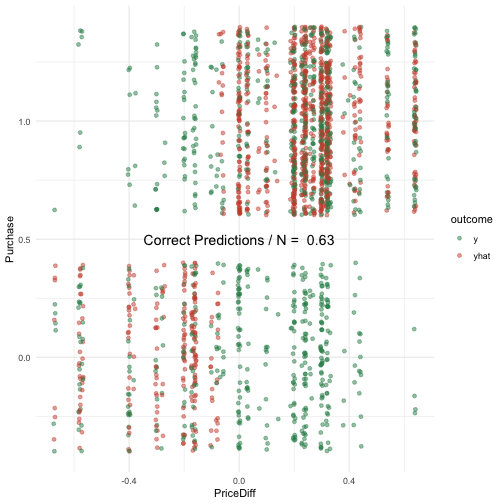 1.0
0.5
0.0
Purchase
Correct Predictions / N =  0.63
-0.4
0.0
0.4
PriceDiff
outcome
y
yhat